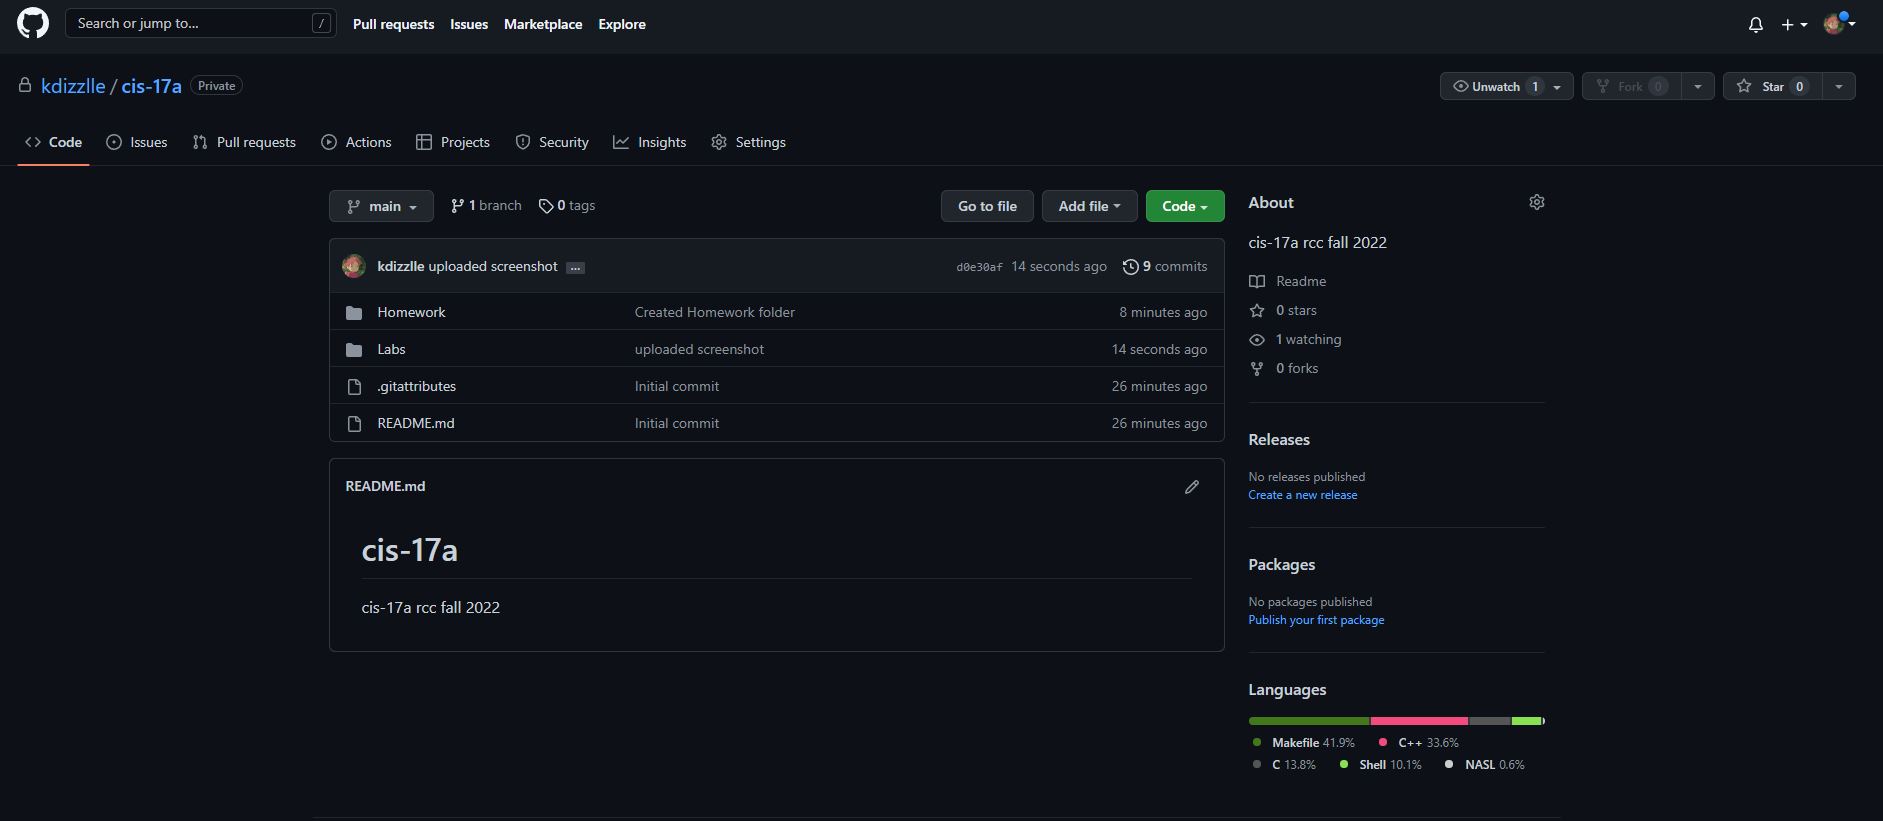 Search or jump to... /
Pull requests Issues Marketplace Explore
kdizzlle / cis-17a Private
Unwatch 1 Fork 0 Star 0
Code Issues Pull requests Actions Projects Security Insights Settings
main 1 branch 0 tags Go to file Add file Code
kdizzlle uploaded screenshot ... d0e30af 14 seconds ago 9 commits
Homework Created Homework folder 8 minutes ago
Labs uploaded screenshot 14 seconds ago
.gitattributes Initial commit 26 minutes ago
README.md Initial commit 26 minutes ago
README.md
cis-17a
cis-17a rcc fall 2022
About
cis-17a rcc fall 2022
Readme
0 stars
1 watching
0 forks
Releases
No releases published
Create a new release
Packages
No packages published
Publish your first package
Languages
Makefile 41.9% C++ 33.6%
C 13.8% Shell 10.1% NASL 0.6%